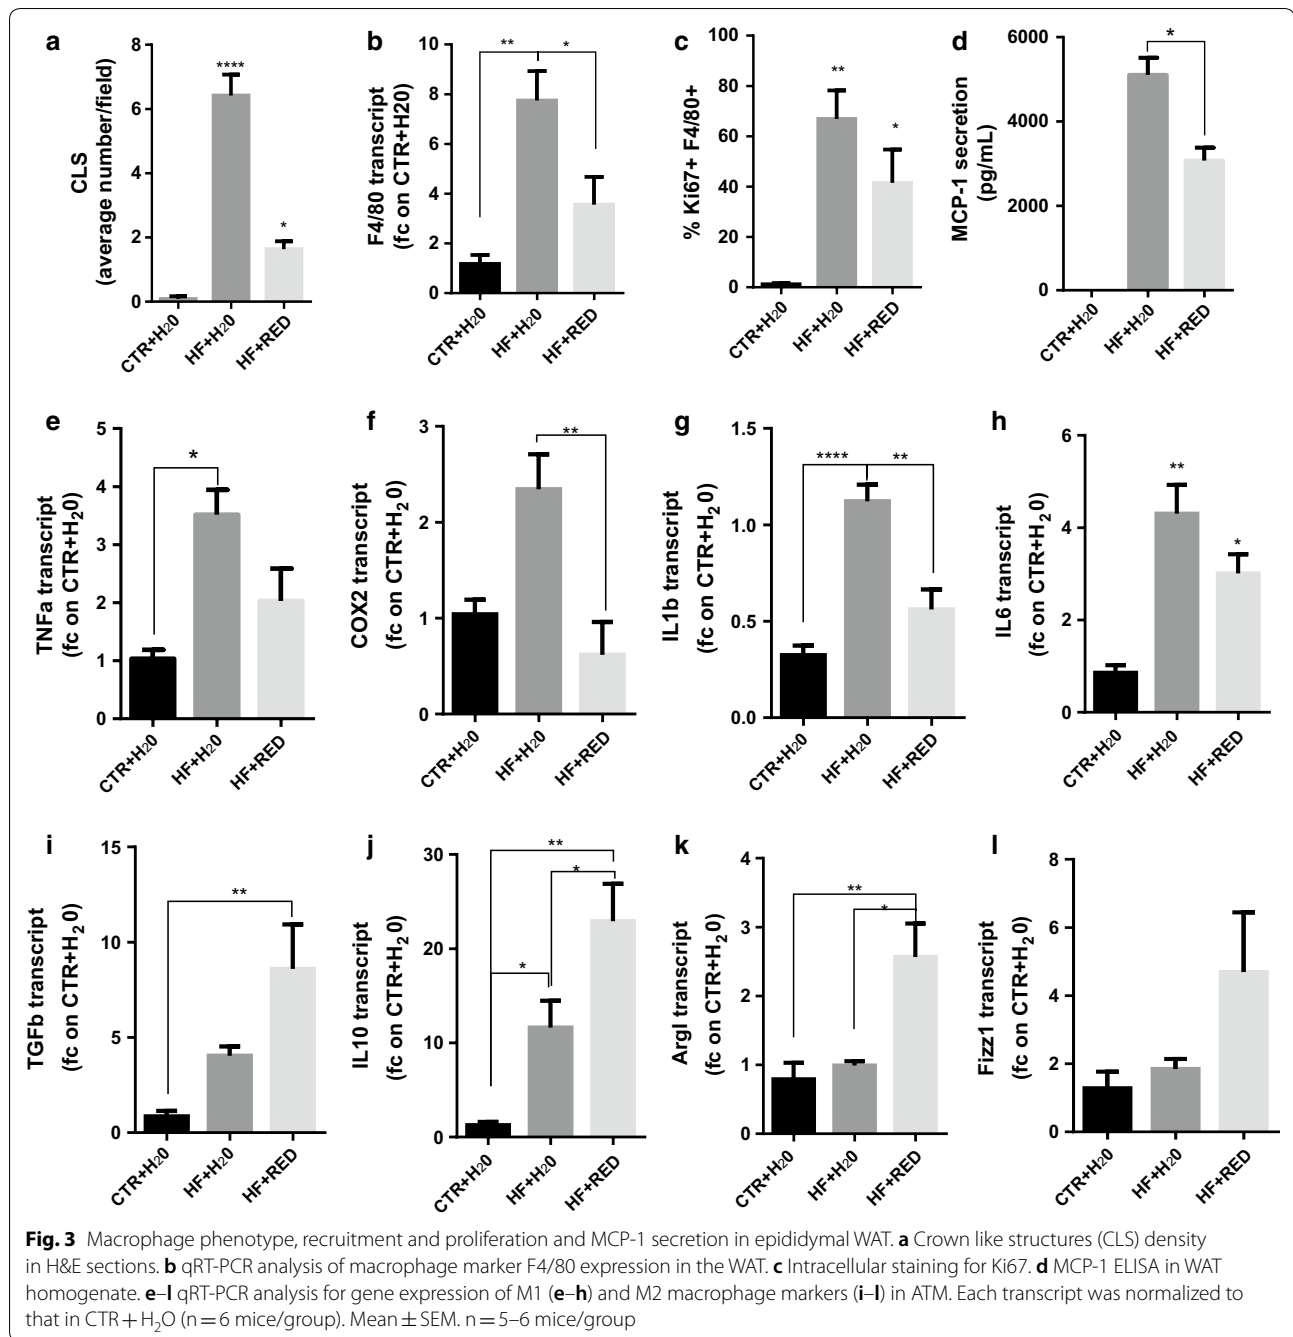 a
CLS
(average number/field)
8
6
4
2
0
****
*
CTR+H20
HF+H20
HF+RED
b
F4/80 transcript
(fc on CTR+H20)
10
8
6
4
2
0
**
*
CTR+H20
HF+H20
HF+RED
c
% Ki67+ F4/80+
100
80
60
40
20
0
**
*
CTR+H20
HF+H20
HF+RED
d
MCP-1 secretion
(pg/mL)
6000
4000
2000
0
*
CTR+H20
HF+H20
HF+RED
e
TNFa transcript
(fc on CTR+H20)
5
4
3
2
1
0
*
CTR+H20
HF+H20
HF+RED
f
COX2 transcript
(fc on CTR+H20)
3
2
1
0
**
CTR+H20
HF+H20
HF+RED
g
IL1b transcript
(fc on CTR+H20)
1.5
1.0
0.5
0.0
****
**
CTR+H20
HF+H20
HF+RED
h
IL6 transcript
(fc on CTR+H20)
6
4
2
0
**
*
CTR+H20
HF+H20
HF+RED
i
TGFb transcript
(fc on CTR+H20)
15
10
5
0
**
CTR+H20
HF+H20
HF+RED
j
IL10 transcript
(fc on CTR+H20)
30
20
10
0
**
*
*
CTR+H20
HF+H20
HF+RED
k
ArgI transcript
(fc on CTR+H20)
4
3
2
1
0
**
*
CTR+H20
HF+H20
HF+RED
l
Fizz1 transcript
(fc on CTR+H20)
8
6
4
2
0
CTR+H20
HF+H20
HF+RED
Fig. 3 Macrophage phenotype, recruitment and proliferation and MCP-1 secretion in epididymal WAT. a Crown like structures (CLS) density
in H&E sections. b qRT-PCR analysis of macrophage marker F4/80 expression in the WAT. c Intracellular staining for Ki67. d MCP-1 ELISA in WAT
homogenate. e–l qRT-PCR analysis for gene expression of M1 (e–h) and M2 macrophage markers (i–l) in ATM. Each transcript was normalized to
that in CTR + H2O (n = 6 mice/group). Mean ± SEM. n = 5–6 mice/group